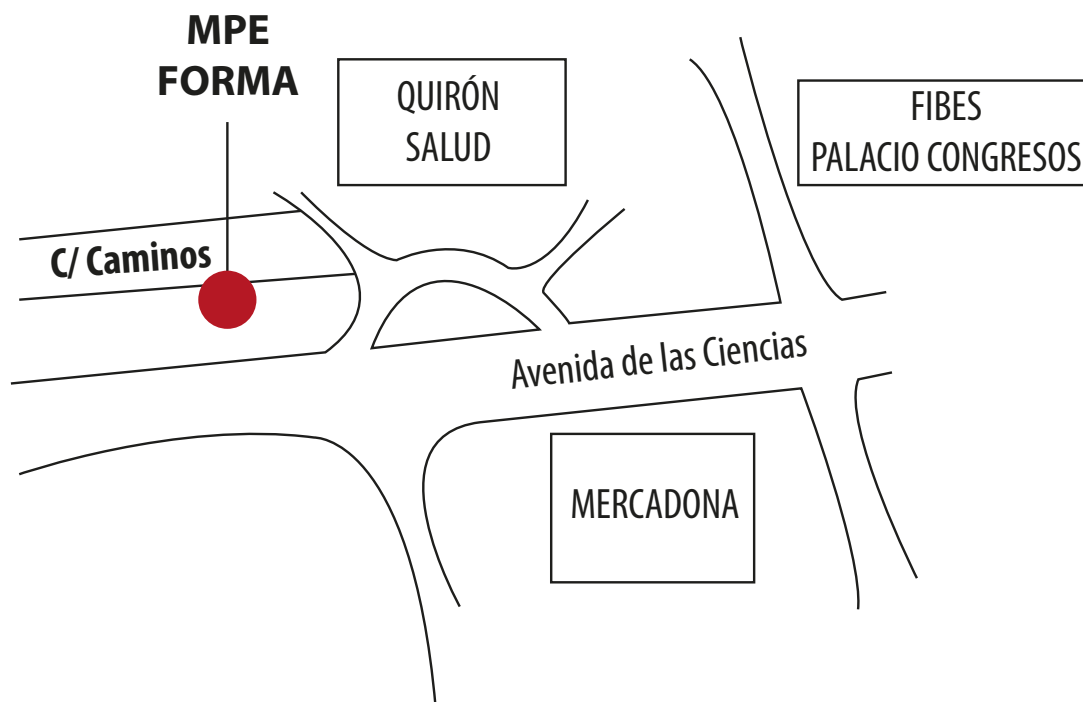 MPE
FORMA
QUIRÓN
SALUD
FIBES
PALACIO CONGRESOS
C/ Caminos
Avenida de las Ciencias
MERCADONA